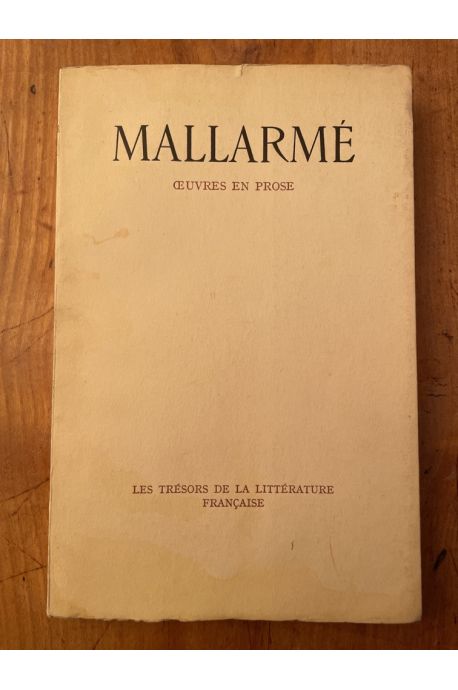 MALLARMÉ
ŒUVRES EN PROSE
LES TRÉSORS DE LA LITTÉRATURE
FRANÇAISE